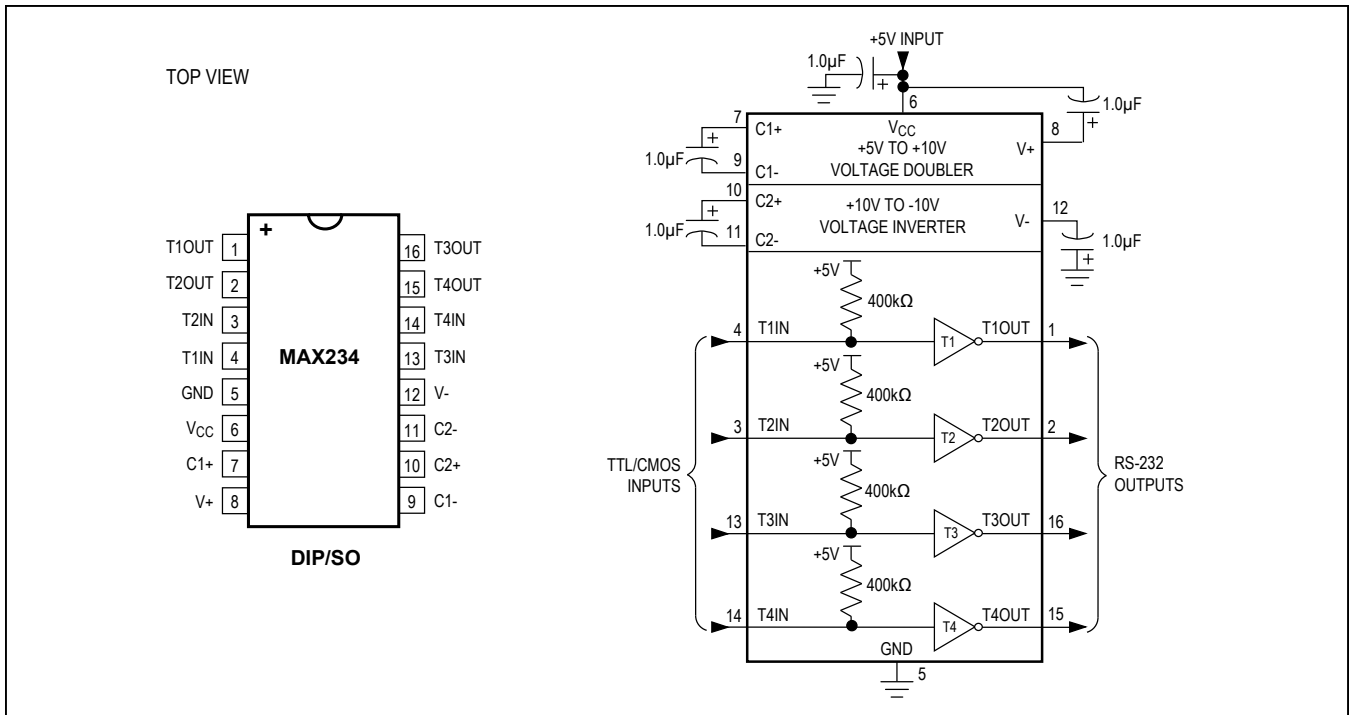 TOP VIEW
+
T1OUT 1
T2OUT 2
T2IN 3
T1IN 4
GND 5
VCC 6
C1+ 7
V+ 8
MAX234
16 T3OUT
15 T4OUT
14 T4IN
13 T3IN
12 V-
11 C2-
10 C2+
9 C1-
DIP/SO
+5V INPUT
1.0µF
+
6
1.0µF
+
7 C1+
VCC
8
V+
+5V TO +10V
VOLTAGE DOUBLER
1.0µF
+
9 C1-
10 C2+
+10V TO -10V
VOLTAGE INVERTER
V- 12
1.0µF
+
11 C2-
1.0µF
+
+5V
400kΩ
4 T1IN T1 T1OUT 1
+5V
400kΩ
3 T2IN T2 T2OUT 2
+5V
TTL/CMOS
INPUTS
RS-232
OUTPUTS
400kΩ
13 T3IN T3 T3OUT 16
+5V
400kΩ
14 T4IN T4 T4OUT 15
GND
5